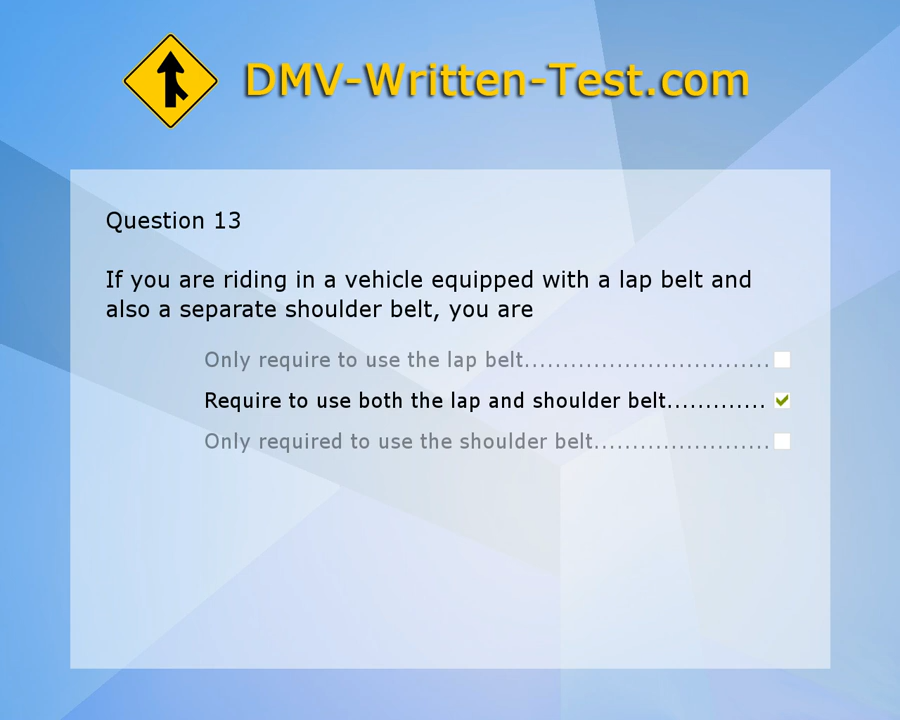 DMV-Written-Test.com
Question 13
If you are riding in a vehicle equipped with a lap belt and
also a separate shoulder belt, you are
Only require to use the lap belt..............................
Require to use both the lap and shoulder belt.............
Only required to use the shoulder belt......................